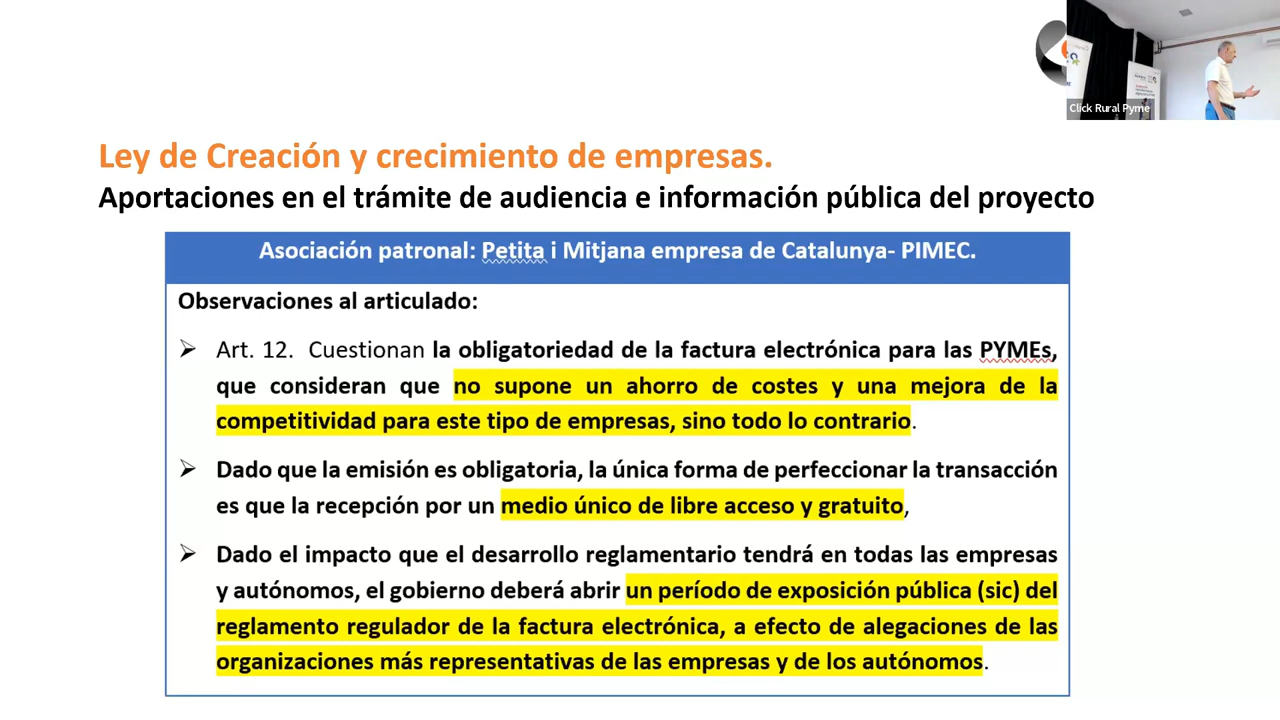 Click Rural Pyme
Ley de Creación y crecimiento de empresas.
Aportaciones en el trámite de audiencia e información pública del proyecto
Asociación patronal: Petita i Mitjana empresa de Catalunya- PIMEC.
Observaciones al articulado:
Art. 12. Cuestionan la obligatoriedad de la factura electrónica para las PYMEs,
que consideran que no supone un ahorro de costes y una mejora de la
competitividad para este tipo de empresas, sino todo lo contrario.
Dado que la emisión es obligatoria, la única forma de perfeccionar la transacción
es que la recepción por un medio único de libre acceso y gratuito,
Dado el impacto que el desarrollo reglamentario tendrá en todas las empresas
y autónomos, el gobierno deberá abrir un período de exposición pública (sic) del
reglamento regulador de la factura electrónica, a efecto de alegaciones de las
organizaciones más representativas de las empresas y de los autónomos.